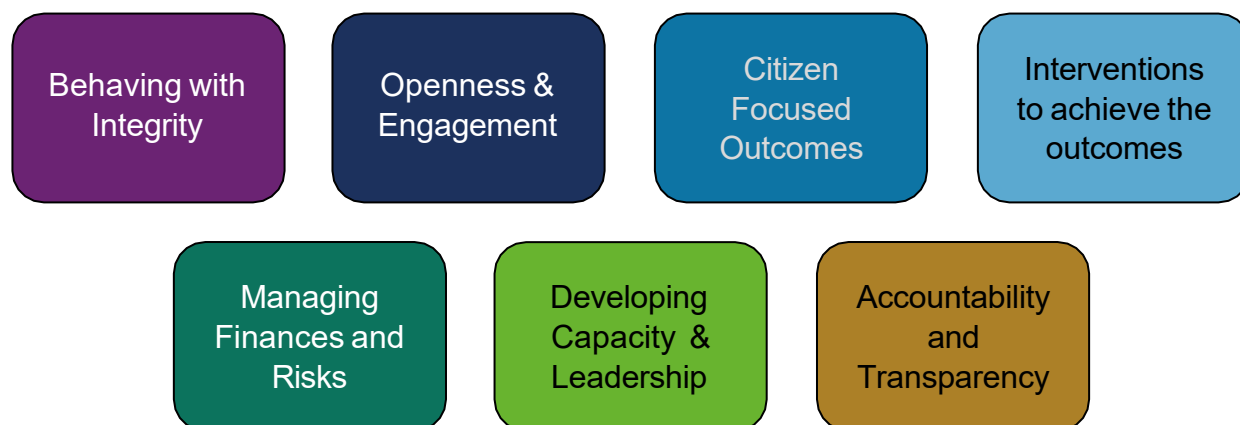 Behaving with
Integrity
Openness &
Engagement
Citizen
Focused
Outcomes
Interventions
to achieve the
outcomes
Managing
Finances and
Risks
Developing
Capacity &
Leadership
Accountability
and
Transparency